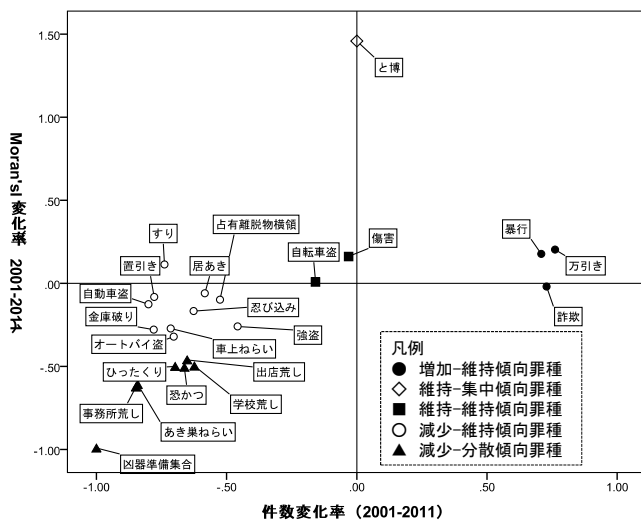 1.50
と博
1.00
Moran'sI 変化率 2001-2014
.50
占有離脱物横領
すり
自転車盗
傷害
暴行
万引き
置引き
居あき
.00
自動車盗
忍び込み
詐欺
金庫破り
強盗
オートバイ盗
車上ねらい
凡例
ひったくり
出店荒し
増加-維持傾向罪種
-.50
恐かつ
学校荒し
維持-集中傾向罪種
事務所荒し
維持-維持傾向罪種
あき巣ねらい
減少-維持傾向罪種
-1.00
凶器準備集合
減少-分散傾向罪種
-1.00
-.50
.00
.50
1.00
件数変化率（2001-2011）